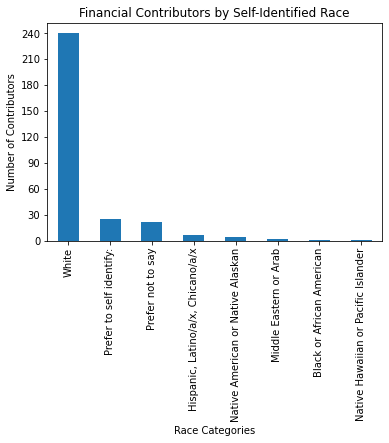 Financial Contributors by Self-Identified Race
Number of Contributors
240
210
180
150
120
90
60
30
0
White
Prefer to self identify:
Prefer not to say
Hispanic, Latino/a/x, Chicano/a/x
Native American or Native Alaskan
Middle Eastern or Arab
Black or African American
Native Hawaiian or Pacific Islander
Race Categories